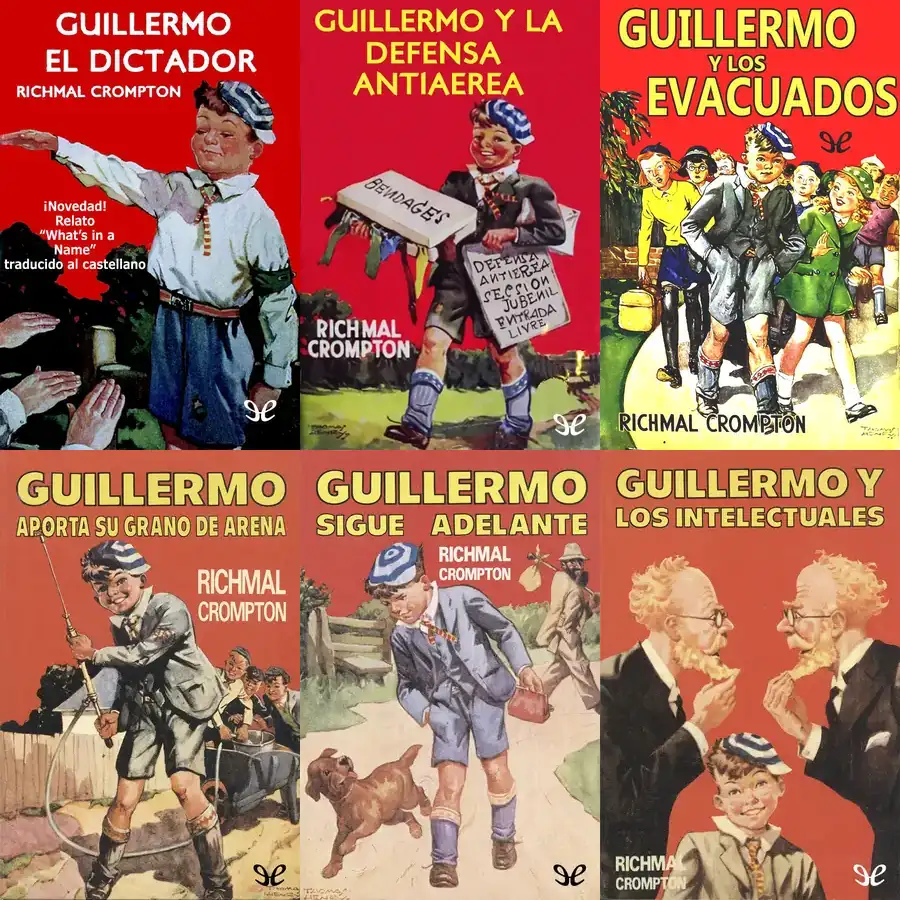 GUILLERMO
EL DICTADOR
RICHMAL CROMPTON
¡Novedad!
Relato
"What's in a
Name"
traducido al castellano
GUILLERMO Y LA
DEFENSA
ANTIAEREA
BENDAGES
DEFENSA
ANTIEREA
SECSION
JUBENIL
ENTRADA
LIVRE
RICHMAL
CROMPTON
GUILLERMO
Y LOS
EVACUADOS
RICHMAL CROMPTON
GUILLERMO
APORTA SU GRANO DE ARENA
RICHMAL
CROMPTON
GUILLERMO
SIGUE ADELANTE
RICHMAL
CROMPTON
GUILLERMO Y
LOS INTELECTUALES
RICHMAL
CROMPTON